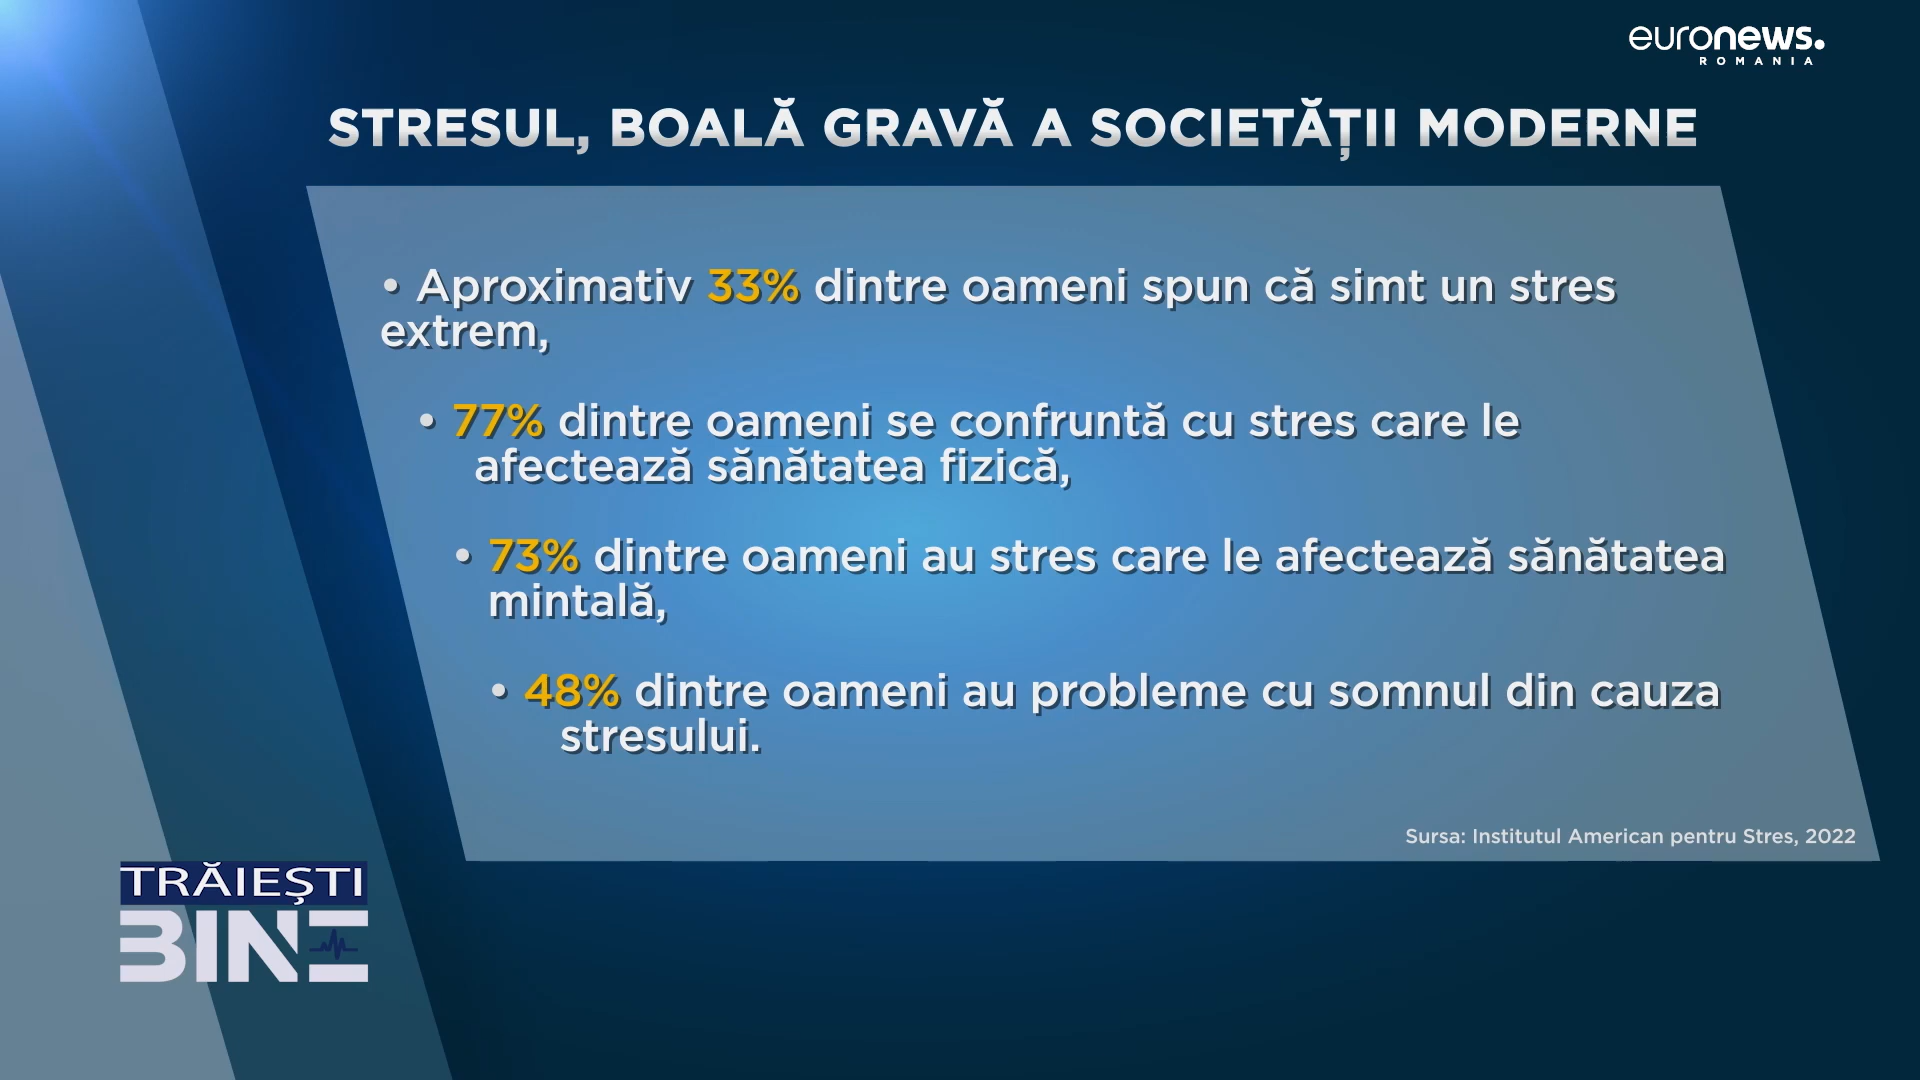 euronews.
ROMANIA
STRESUL, BOALĂ GRAVĂ A SOCIETĂȚII MODERNE
• Aproximativ 33% dintre oameni spun că simt un stres
extrem,
• 77% dintre oameni se confruntă cu stres care le
afectează sănătatea fizică,
• 73% dintre oameni au stres care le afectează sănătatea
mintală,
• 48% dintre oameni au probleme cu somnul din cauza
stresului.
Sursa: Institutul American pentru Stres, 2022
TRĂIEŞTI
BINE